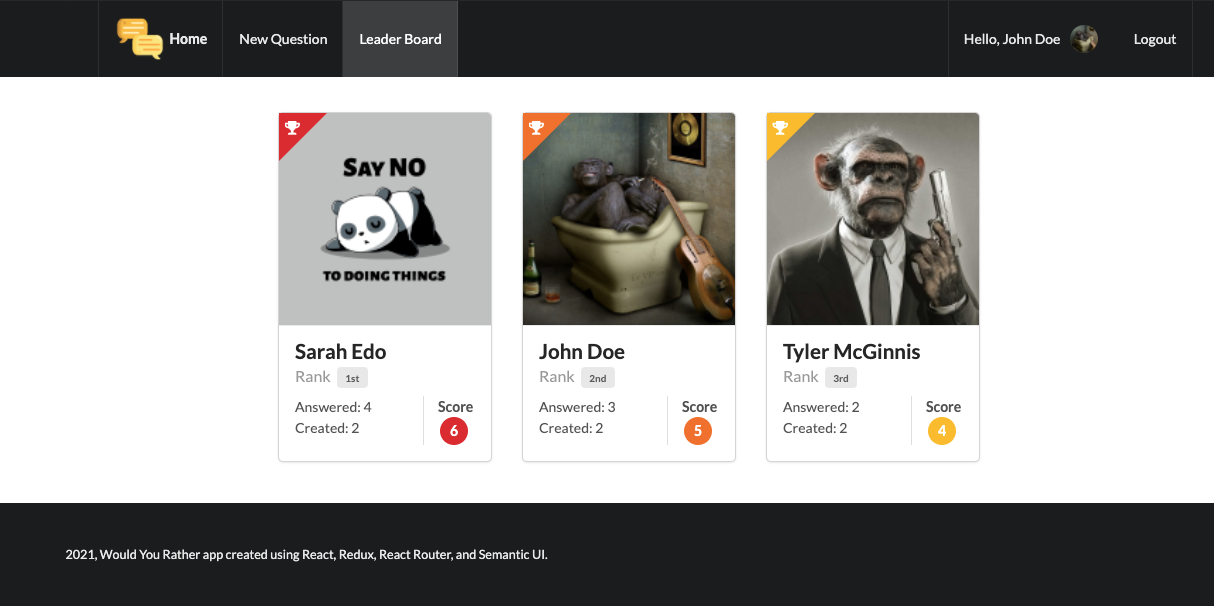 Home
New Question
Leader Board
Hello, John Doe
Logout
SAY NO
TO DOING THINGS
Sarah Edo
Rank 1st
Answered: 4
Created: 2
Score
6
John Doe
Rank 2nd
Answered: 3
Created: 2
Score
5
Tyler McGinnis
Rank 3rd
Answered: 2
Created: 2
Score
4
2021, Would You Rather app created using React, Redux, React Router, and Semantic UI.